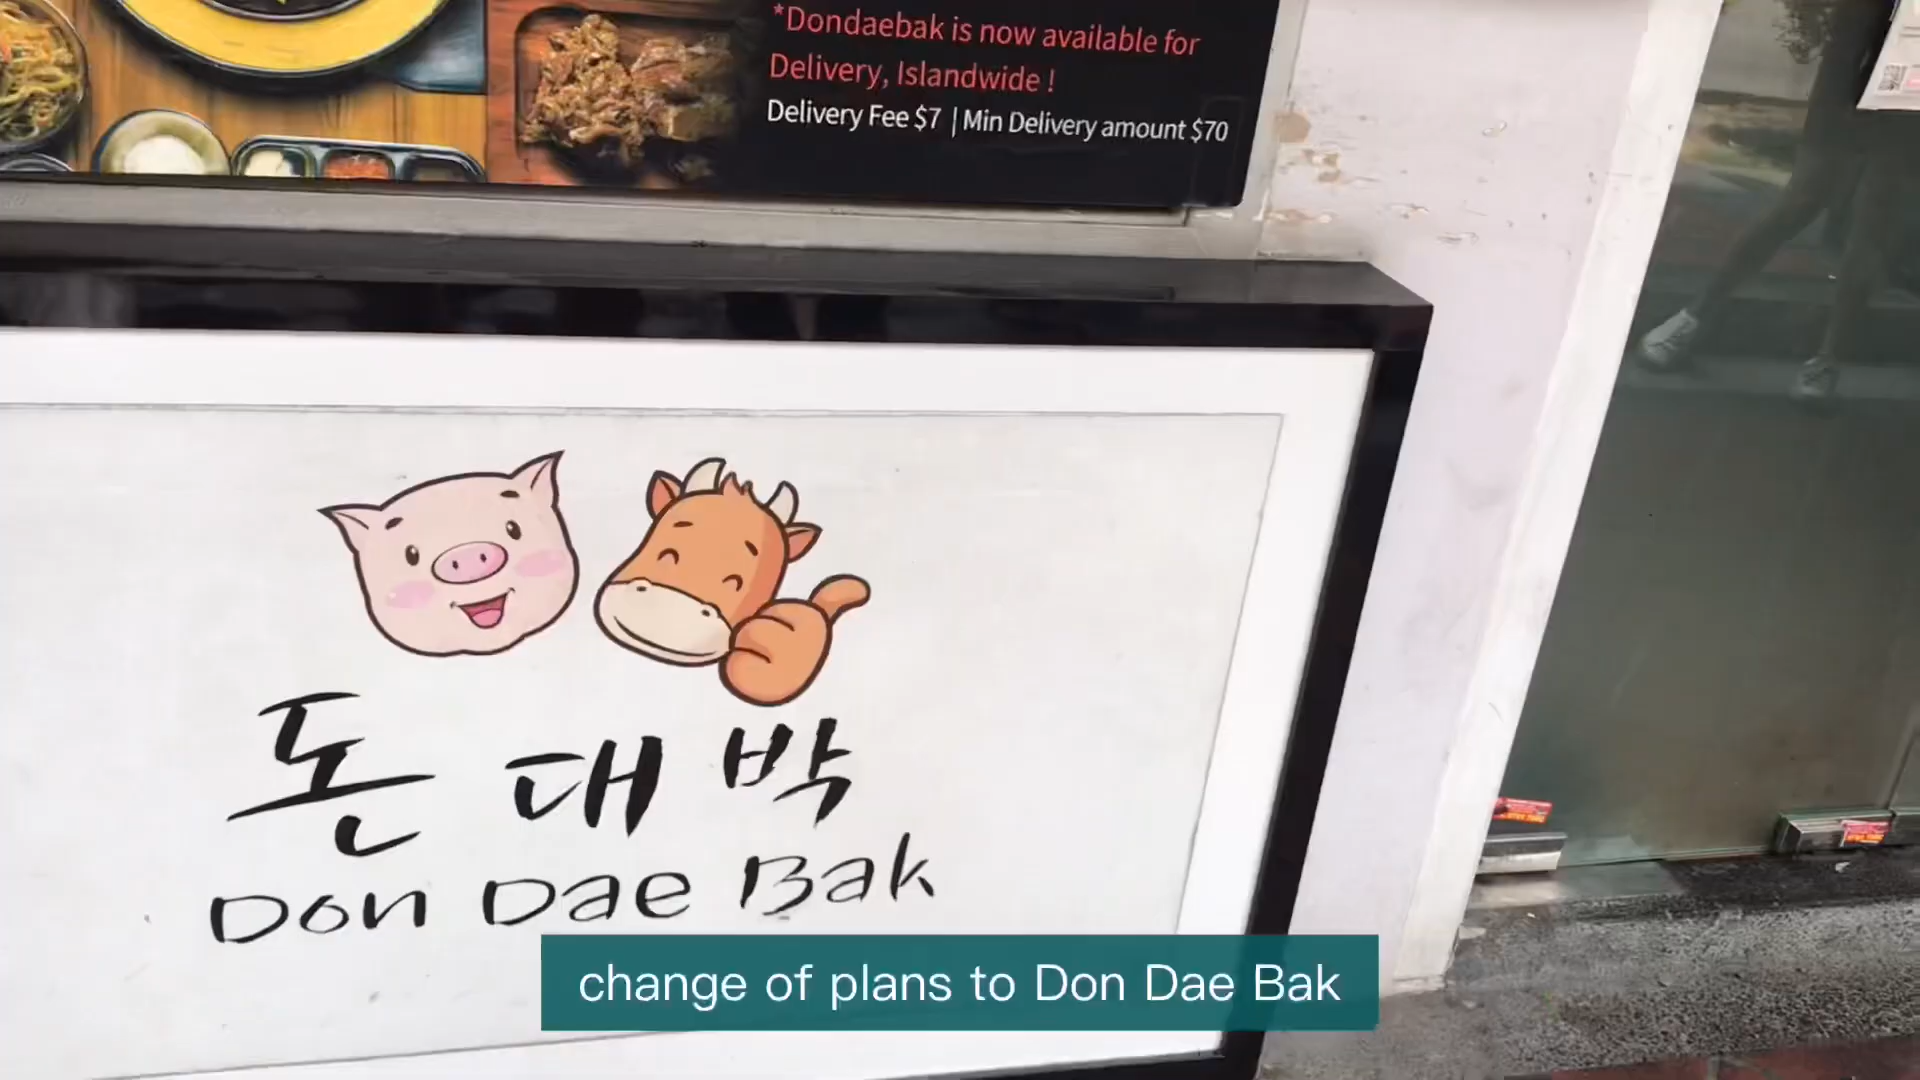 *Dondaebak is now available for
Delivery, Islandwide !
Delivery Fee $7 | Min Delivery amount $70
돈 대 박
Don Dae Bak
change of plans to Don Dae Bak